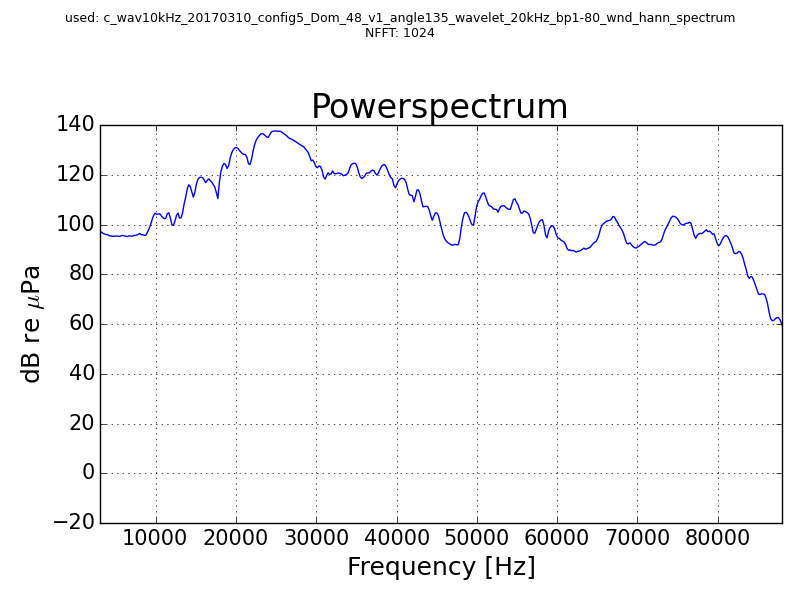 used: c_wav10kHz_20170310_config5_Dom_48_v1_angle135_wavelet_20kHz_bp1-80_wnd_hann_spectrum
NFFT: 1024
Powerspectrum
140
120
100
80
60
40
20
0
−20
dB re μPa
10000 20000 30000 40000 50000 60000 70000 80000
Frequency [Hz]